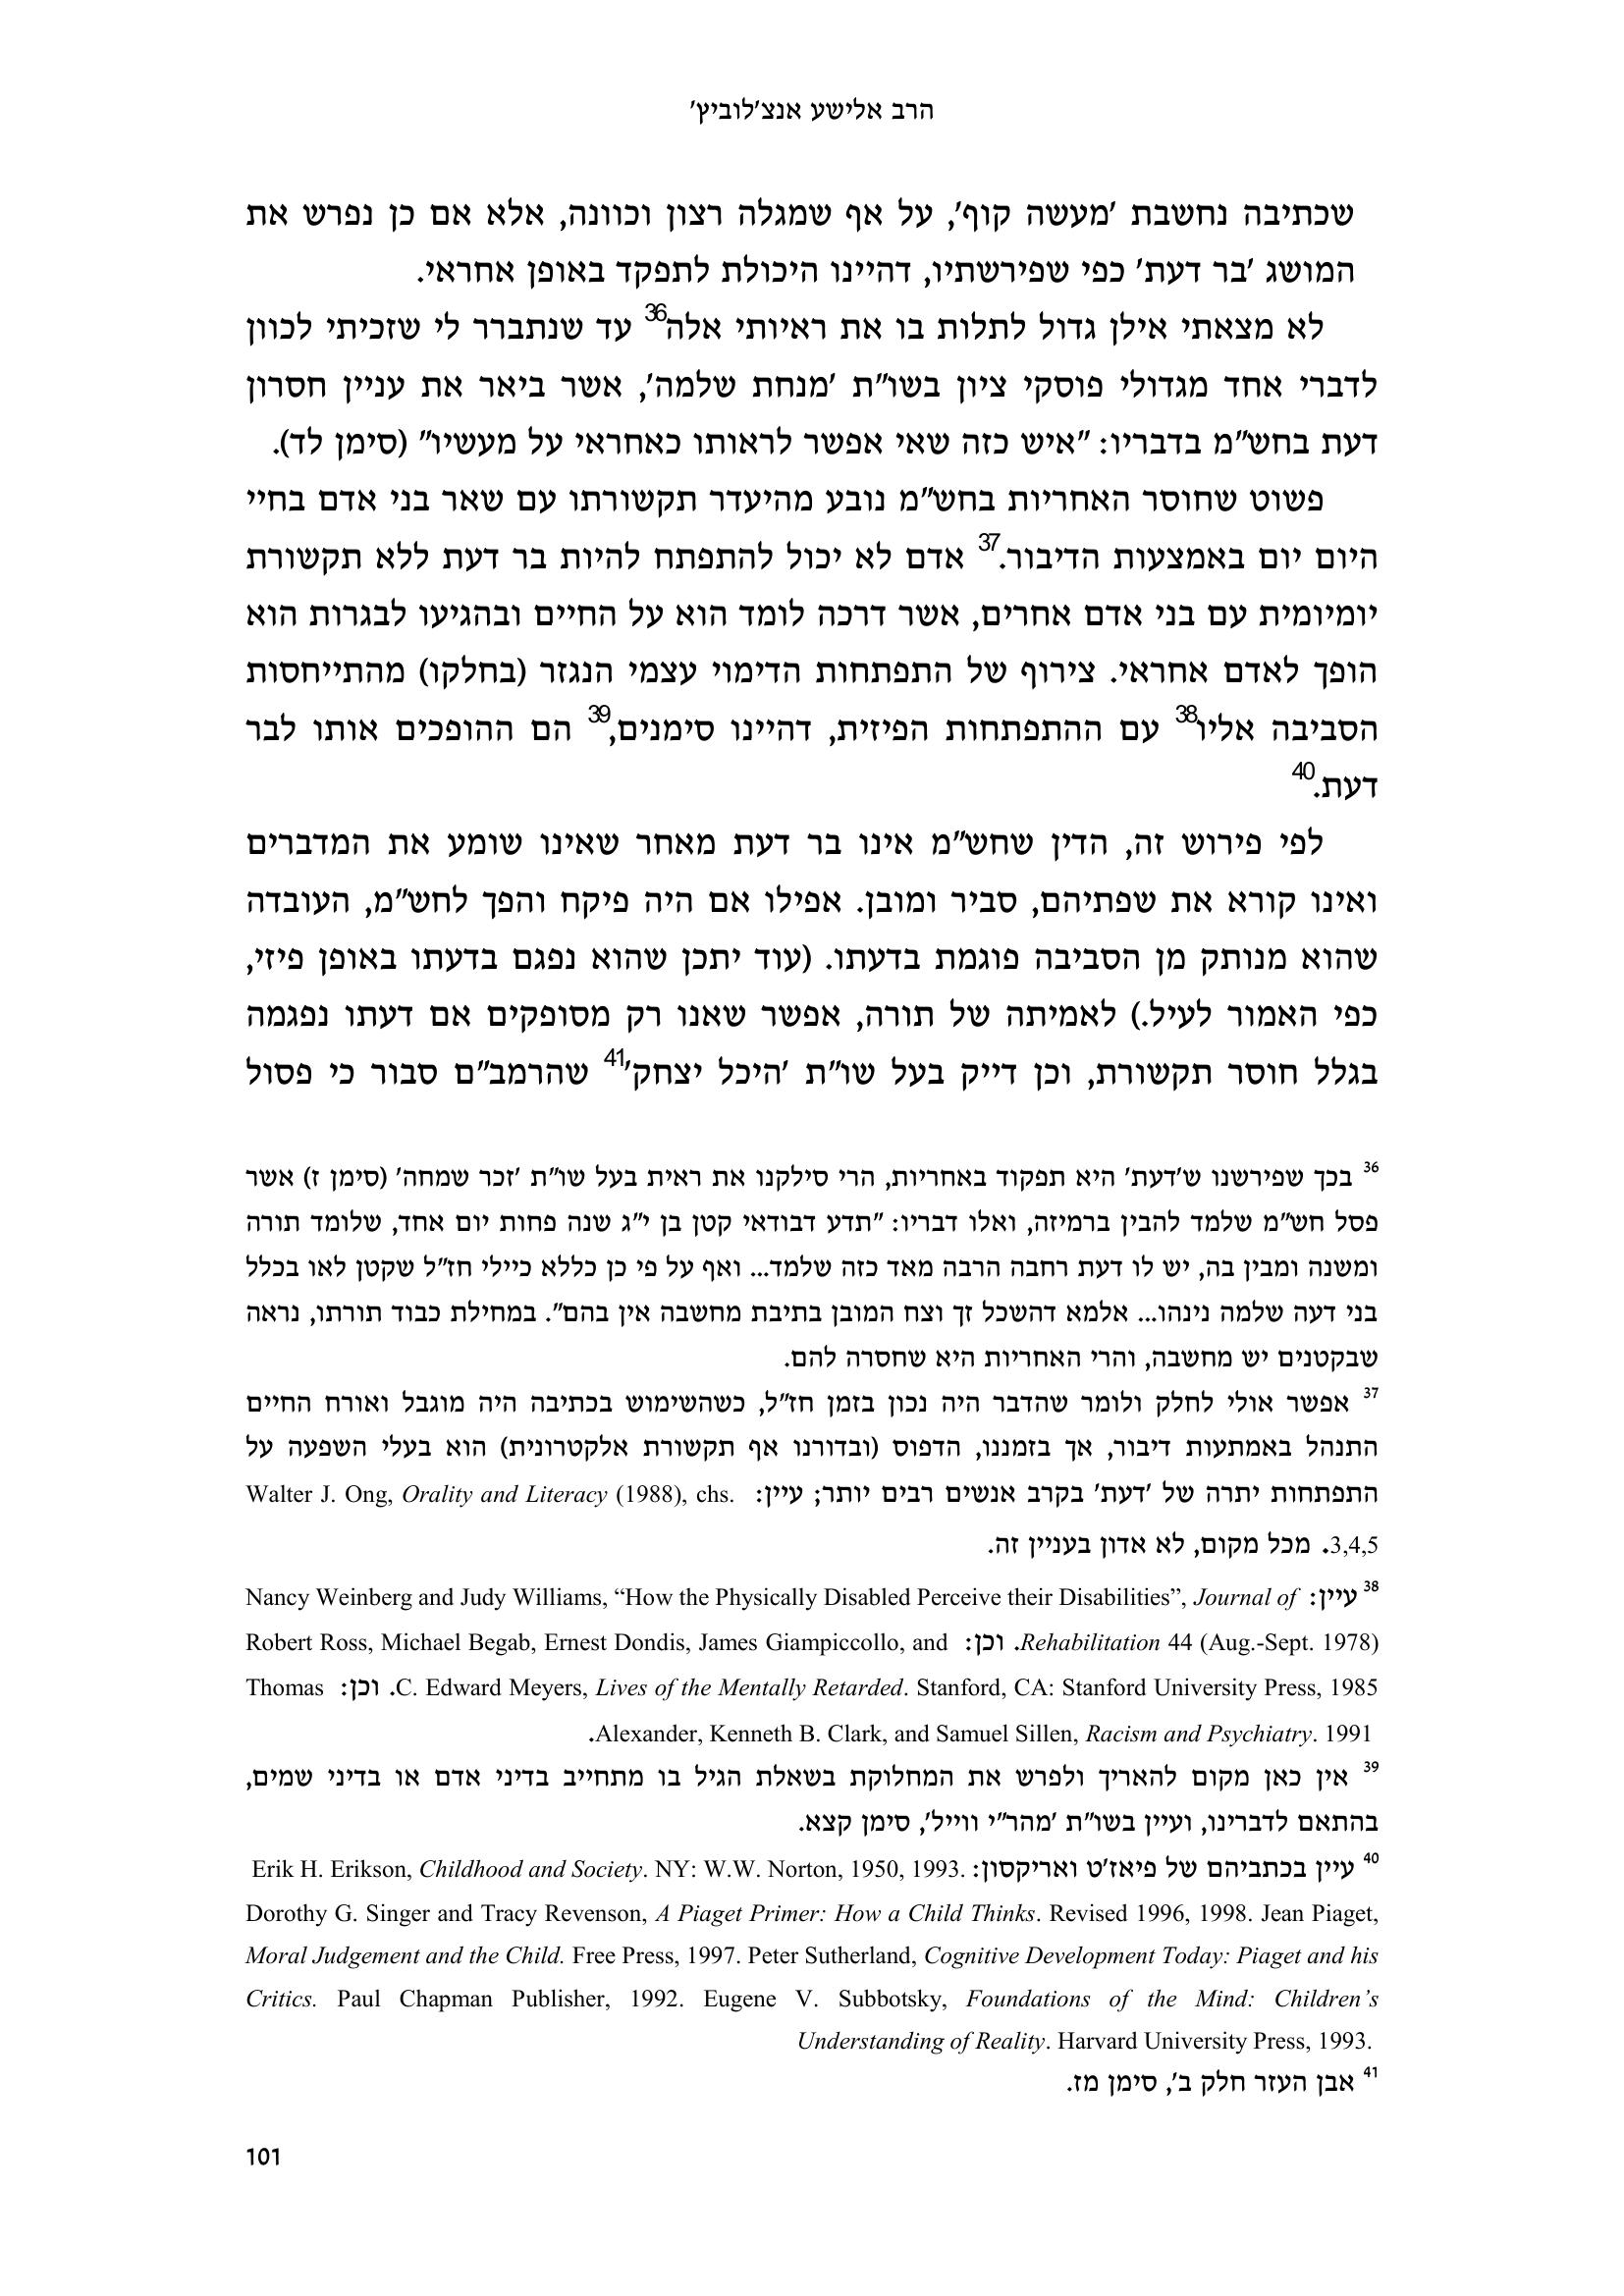 הרב אלישע אנצ'לוביץ'
שכתיבה נחשבת 'מעשה קוף', על אף שמגלה רצון וכוונה, אלא אם כן נפרש את
המושג 'בר דעת' כפי שפירשתיו, דהיינו היכולת לתפקד באופן אחראי.
לא מצאתי אילן גדול לתלות בו את ראיותי אלה36 עד שנתברר לי שזכיתי לכוון
לדברי אחד מגדולי פוסקי ציון בשו"ת 'מנחת שלמה', אשר ביאר את עניין חסרון
דעת בחש"מ בדבריו: "איש כזה שאי אפשר לראותו כאחראי על מעשיו" (סימן לד).
פשוט שחוסר האחריות בחש"מ נובע מהיעדר תקשורתו עם שאר בני אדם בחיי
היום יום באמצעות הדיבור.37 אדם לא יכול להתפתח להיות בר דעת ללא תקשורת
יומיומית עם בני אדם אחרים, אשר דרכה לומד הוא על החיים ובהגיעו לבגרות הוא
הופך לאדם אחראי. צירוף של התפתחות הדימוי עצמי הנגזר (בחלקו) מהתייחסות
הסביבה אליו38 עם ההתפתחות הפיזית, דהיינו סימנים,39 הם ההופכים אותו לבר
דעת.40
לפי פירוש זה, הדין שחש"מ אינו בר דעת מאחר שאינו שומע את המדברים
ואינו קורא את שפתיהם, סביר ומובן. אפילו אם היה פיקח והפך לחש"מ, העובדה
שהוא מנותק מן הסביבה פוגמת בדעתו. (עוד יתכן שהוא נפגם בדעתו באופן פיזי,
כפי האמור לעיל.) לאמיתה של תורה, אפשר שאנו רק מסופקים אם דעתו נפגמה
בגלל חוסר תקשורת, וכן דייק בעל שו"ת 'היכל יצחק'41 שהרמב"ם סבור כי פסול
36 בכך שפירשנו ש'דעת' היא תפקוד באחריות, הרי סילקנו את ראית בעל שו"ת 'זכר שמחה' (סימן ז) אשר
פסל חש"מ שלמד להבין ברמיזה, ואלו דבריו: "תדע דבודאי קטן בן י"ג שנה פחות יום אחד, שלומד תורה
ומשנה ומבין בה, יש לו דעת רחבה הרבה מאד כזה שלמד... ואף על פי כן כללא כיילי חז"ל שקטן לאו בכלל
בני דעה שלמה נינהו... אלמא דהשכל זך וצח המובן בתיבת מחשבה אין בהם". במחילת כבוד תורתו, נראה
שבקטנים יש מחשבה, והרי האחריות היא שחסרה להם.
37 אפשר אולי לחלק ולומר שהדבר היה נכון בזמן חז"ל, כשהשימוש בכתיבה היה מוגבל ואורח החיים
התנהל באמתעות דיבור, אך בזמננו, הדפוס (ובדורנו אף תקשורת אלקטרונית) הוא בעלי השפעה על
התפתחות יתרה של 'דעת' בקרב אנשים רבים יותר; עיין: Walter J. Ong, Orality and Literacy (1988), chs.
3,4,5. מכל מקום, לא אדון בעניין זה.
38 עיין: Nancy Weinberg and Judy Williams, “How the Physically Disabled Perceive their Disabilities”, Journal of
Rehabilitation 44 (Aug.-Sept. 1978). וכן: Robert Ross, Michael Begab, Ernest Dondis, James Giampiccollo, and
C. Edward Meyers, Lives of the Mentally Retarded. Stanford, CA: Stanford University Press, 1985. וכן: Thomas
Alexander, Kenneth B. Clark, and Samuel Sillen, Racism and Psychiatry. 1991.
39 אין כאן מקום להאריך ולפרש את המחלוקת בשאלת הגיל בו מתחייב בדיני אדם או בדיני שמים,
בהתאם לדברינו, ועיין בשו"ת 'מהר"י ווייל', סימן קצא.
40 עיין בכתביהם של פיאז'ט ואריקסון: Erik H. Erikson, Childhood and Society. NY: W.W. Norton, 1950, 1993.
Dorothy G. Singer and Tracy Revenson, A Piaget Primer: How a Child Thinks. Revised 1996, 1998. Jean Piaget,
Moral Judgement and the Child. Free Press, 1997. Peter Sutherland, Cognitive Development Today: Piaget and his
Critics. Paul Chapman Publisher, 1992. Eugene V. Subbotsky, Foundations of the Mind: Children’s
Understanding of Reality. Harvard University Press, 1993.
41 אבן העזר חלק ב', סימן מז.
101